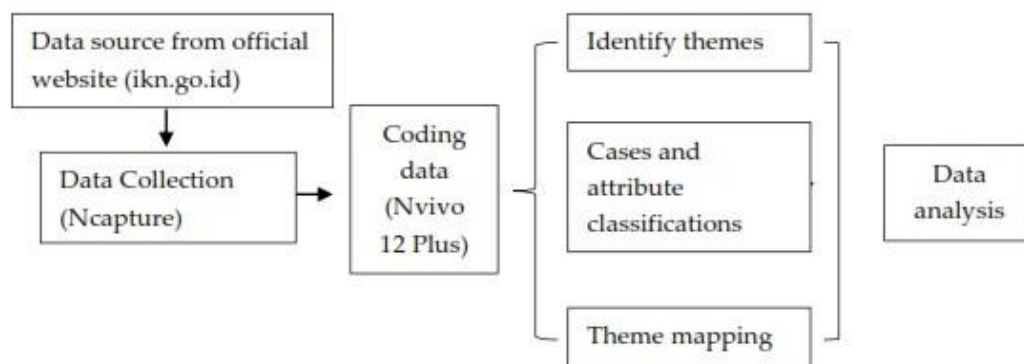 Data source from official
website (ikn.go.id)
Data Collection
(Ncapture)
Coding
data
(Nvivo
12 Plus)
Identify themes
Cases and
attribute
classifications
Theme mapping
Data
analysis